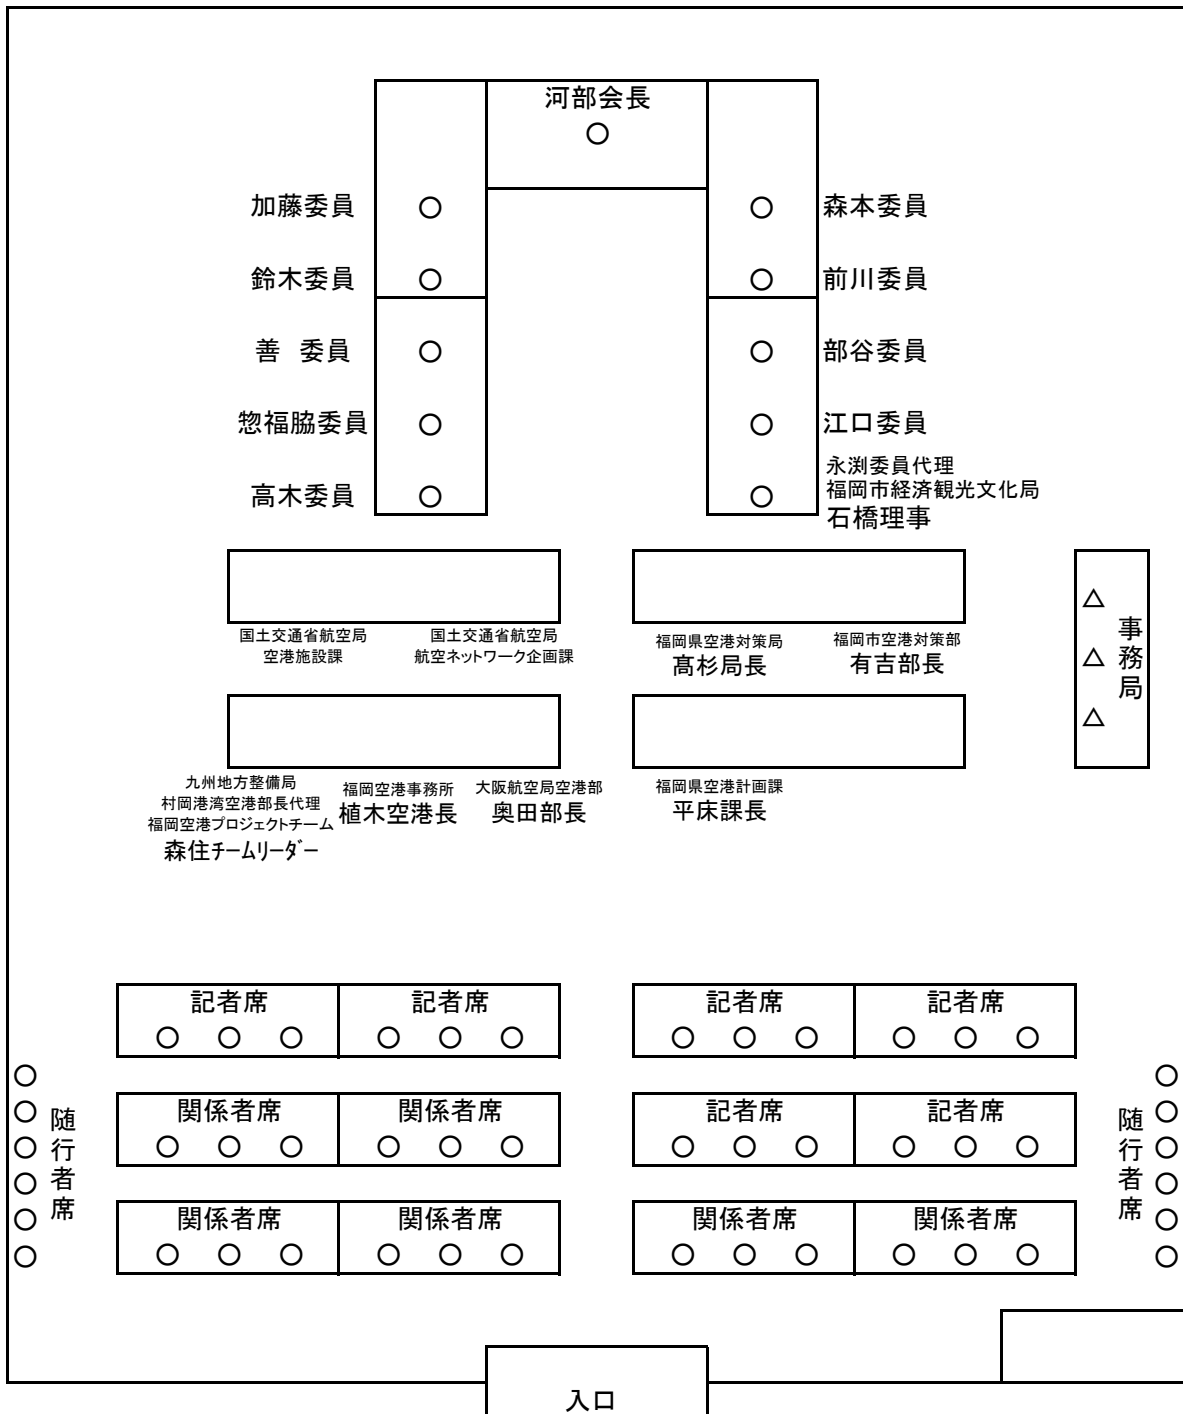 河部会長
加藤委員
森本委員
鈴木委員
前川委員
善 委員
部谷委員
惣福脇委員
江口委員
高木委員
永渕委員代理
福岡市経済観光文化局
石橋理事
国土交通省航空局
空港施設課
国土交通省航空局
航空ネットワーク企画課
福岡県空港対策局
髙杉局長
福岡市空港対策部
有吉部長
事務局
九州地方整備局
村岡港湾空港部長代理
福岡空港プロジェクトチーム
森住ﾁｰﾑﾘｰﾀﾞｰ
福岡空港事務所
植木空港長
大阪航空局空港部
奥田部長
福岡県空港計画課
平床課長
記者席
記者席
記者席
記者席
随行者席
関係者席
関係者席
記者席
記者席
随行者席
関係者席
関係者席
関係者席
関係者席
入口